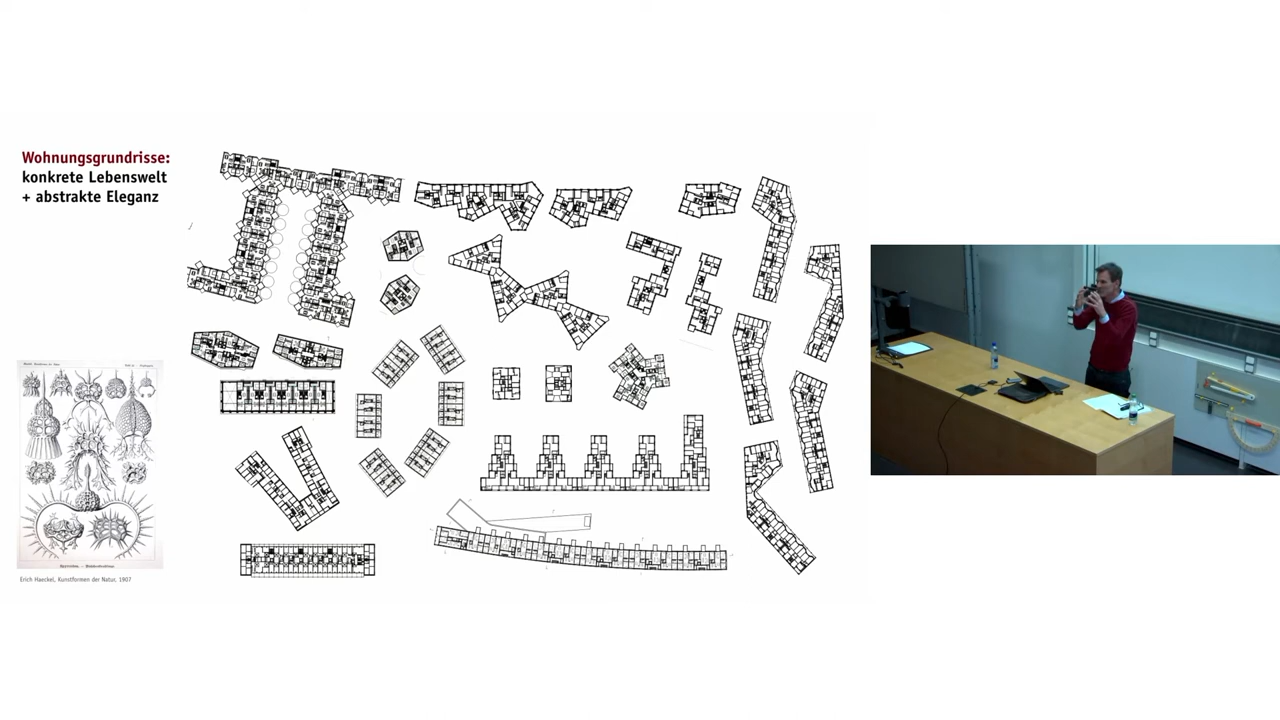 Wohnungsgrundrisse:
konkrete Lebenswelt
+ abstrakte Eleganz
Erich Haeckel, Kunstformen der Natur, 1907